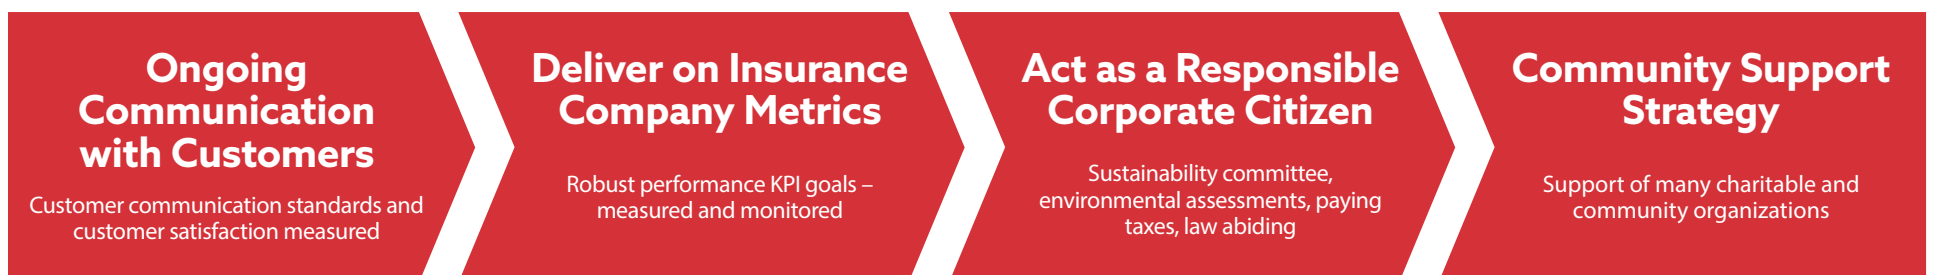 Ongoing
Communication
with Customers
Customer communication standards and
customer satisfaction measured
Deliver on Insurance
Company Metrics
Robust performance KPI goals –
measured and monitored
Act as a Responsible
Corporate Citizen
Sustainability committee,
environmental assessments, paying
taxes, law abiding
Community Support
Strategy
Support of many charitable and
community organizations